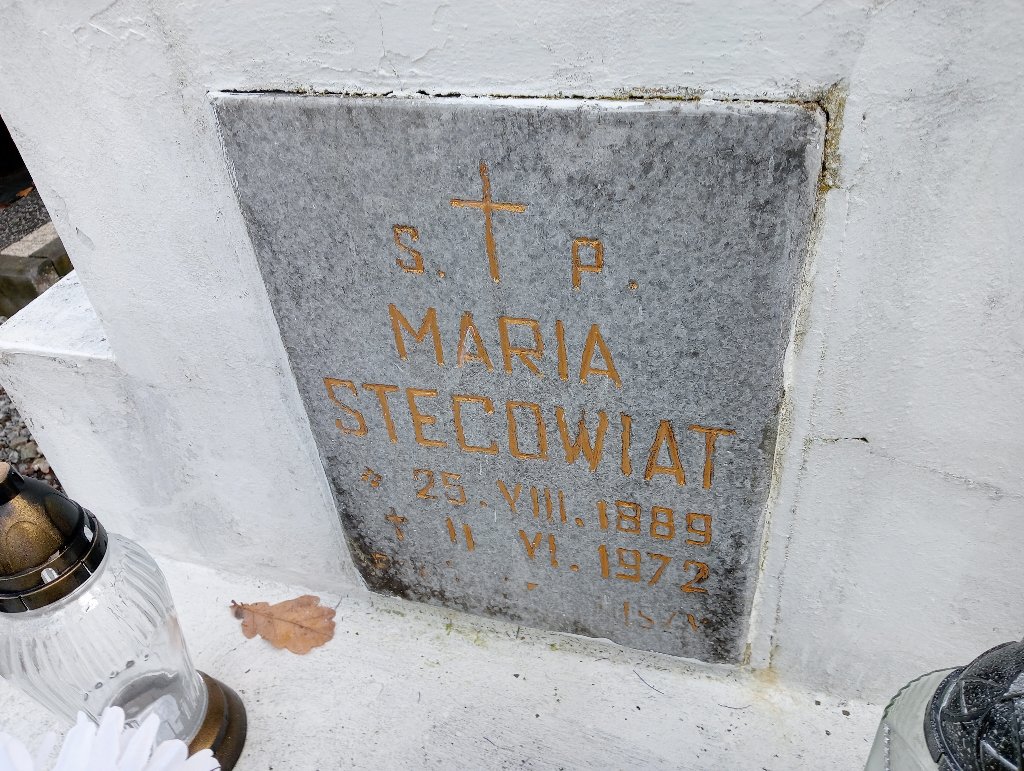 S. P.
MARIA
STECOWIAT
* 25. VIII. 1889
† 11 VI. 1972